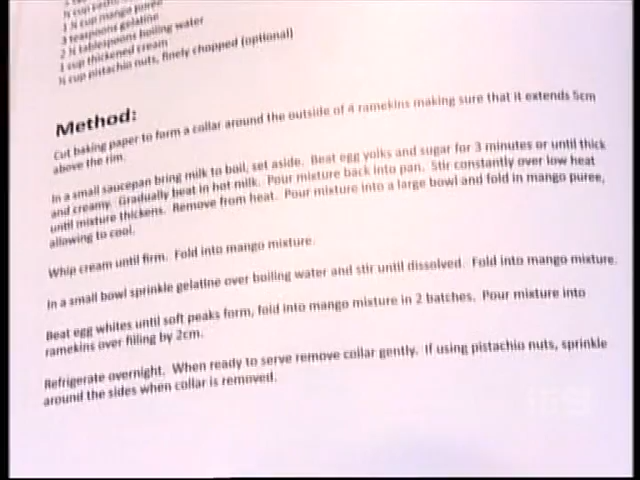 1 ¼ cup mango puree
3 teaspoons gelatine
2 ½ tablespoons boiling water
1 cup thickened cream
¼ cup pistachio nuts, finely chopped (optional)
Method:
Cut baking paper to form a collar around the outside of 4 ramekins making sure that it extends 5cm
above the rim.
In a small saucepan bring milk to boil, set aside. Beat egg yolks and sugar for 3 minutes or until thick
and creamy. Gradually beat in hot milk. Pour mixture back into pan. Stir constantly over low heat
until mixture thickens. Remove from heat. Pour mixture into a large bowl and fold in mango puree,
allowing to cool.
Whip cream until firm. Fold into mango mixture.
In a small bowl sprinkle gelatine over boiling water and stir until dissolved. Fold into mango mixture.
Beat egg whites until soft peaks form, fold into mango mixture in 2 batches. Pour mixture into
ramekins over filling by 2cm.
Refrigerate overnight. When ready to serve remove collar gently. If using pistachio nuts, sprinkle
around the sides when collar is removed.